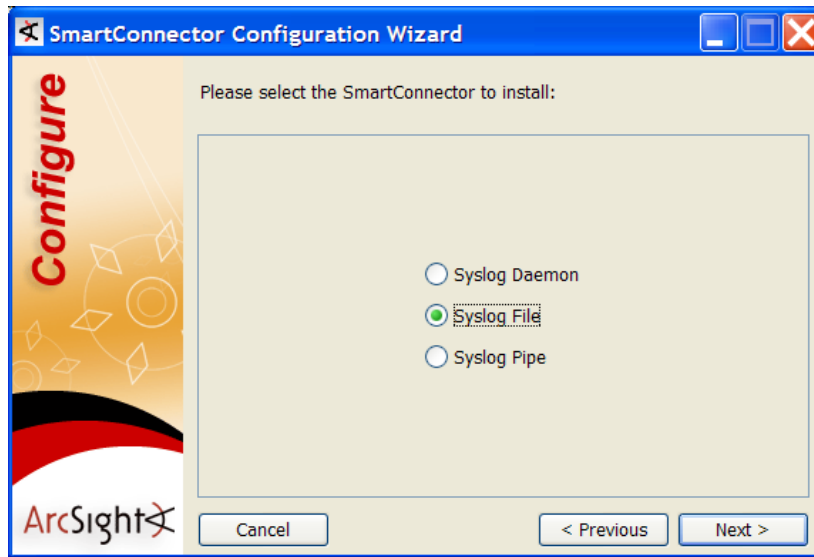 SmartConnector Configuration Wizard
Configure
Please select the SmartConnector to install:
Syslog Daemon
Syslog File
Syslog Pipe
ArcSight
Cancel
< Previous
Next >